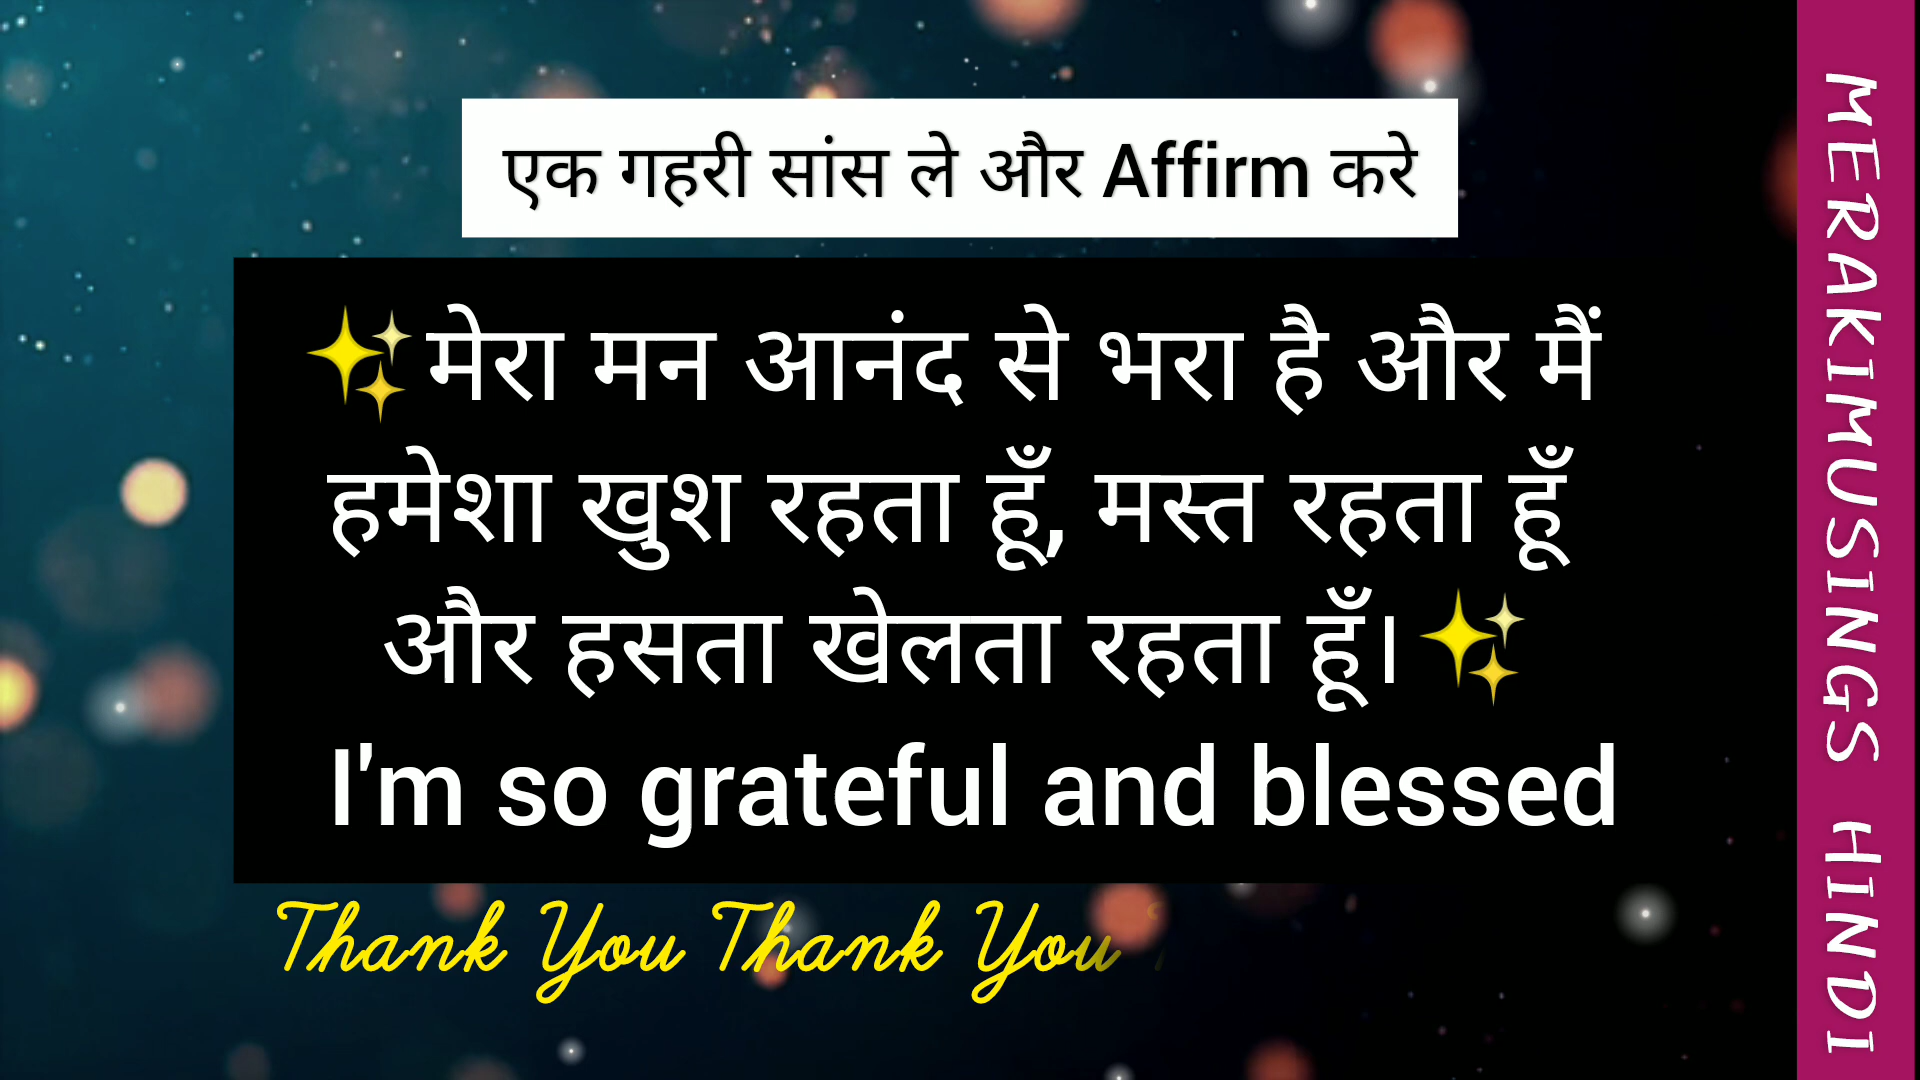 एक गहरी सांस ले और Affirm करे
✨मेरा मन आनंद से भरा है और मैं
हमेशा खुश रहता हूँ, मस्त रहता हूँ
और हसता खेलता रहता हूँ।✨
I'm so grateful and blessed
Thank You Thank You
MERAKIMUSINGS HINDI